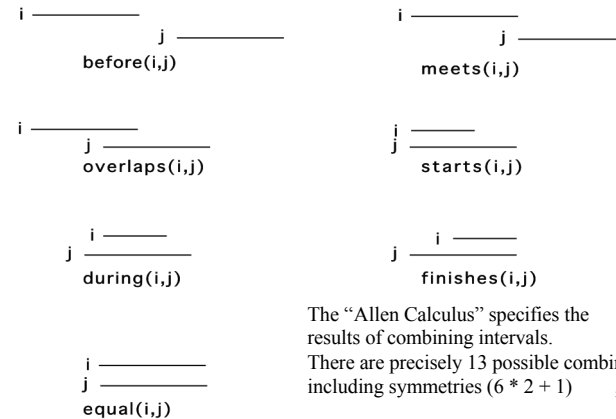 i
j
before(i,j)
i
j
meets(i,j)
i
j
overlaps(i,j)
i
j
starts(i,j)
i
j
during(i,j)
i
j
finishes(i,j)
The “Allen Calculus” specifies the
results of combining intervals.
There are precisely 13 possible
including symmetries (6 * 2 + 1)
i
j
equal(i,j)